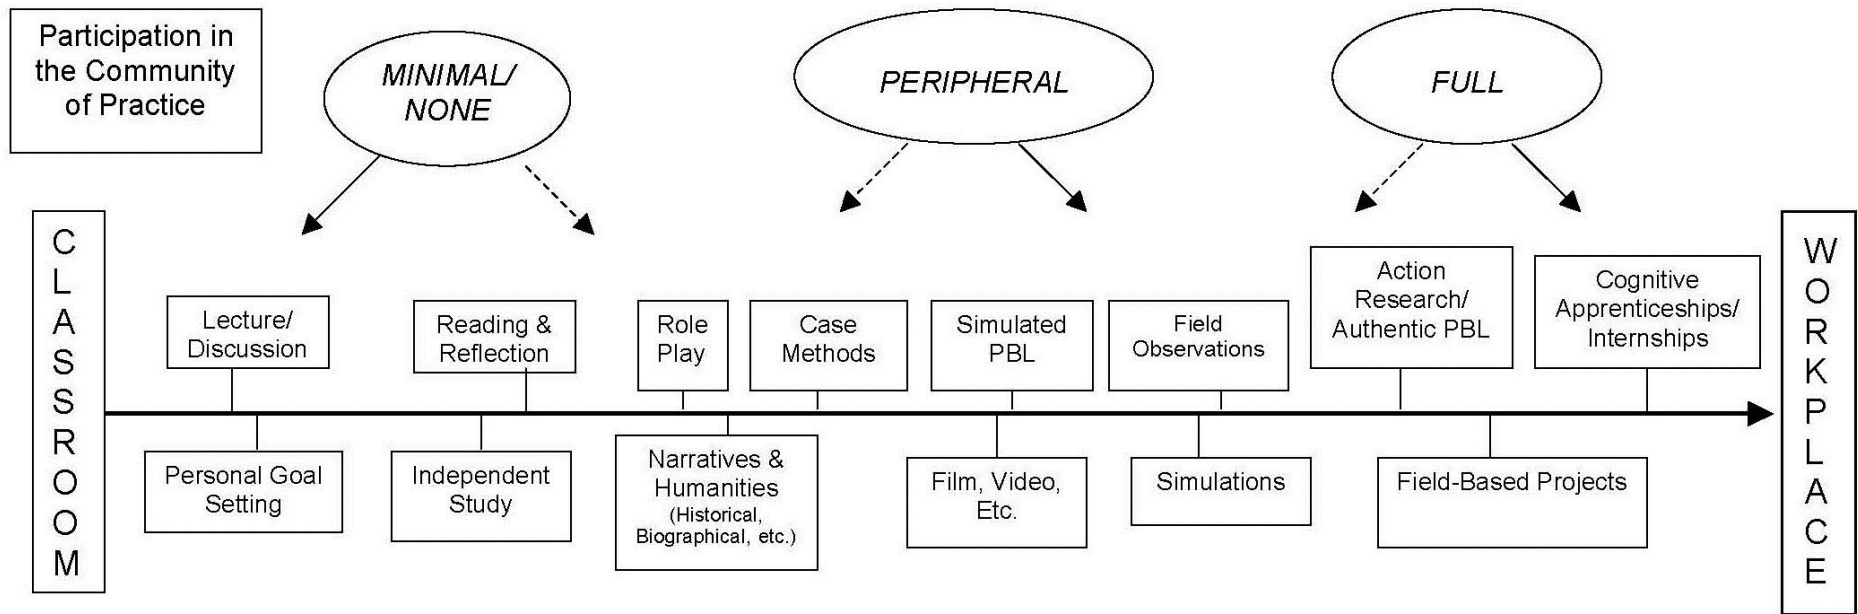 Participation in
the Community
of Practice
MINIMAL/
NONE
PERIPHERAL
FULL
CLASSROOM
Lecture/
Discussion
Reading &
Reflection
Role
Play
Case
Methods
Simulated
PBL
Field
Observations
Action
Research/
Authentic PBL
Cognitive
Apprenticeships/
Internships
Personal Goal
Setting
Independent
Study
Narratives &
Humanities
(Historical,
Biographical, etc.)
Film, Video,
Etc.
Simulations
Field-Based Projects
WORKPLACE